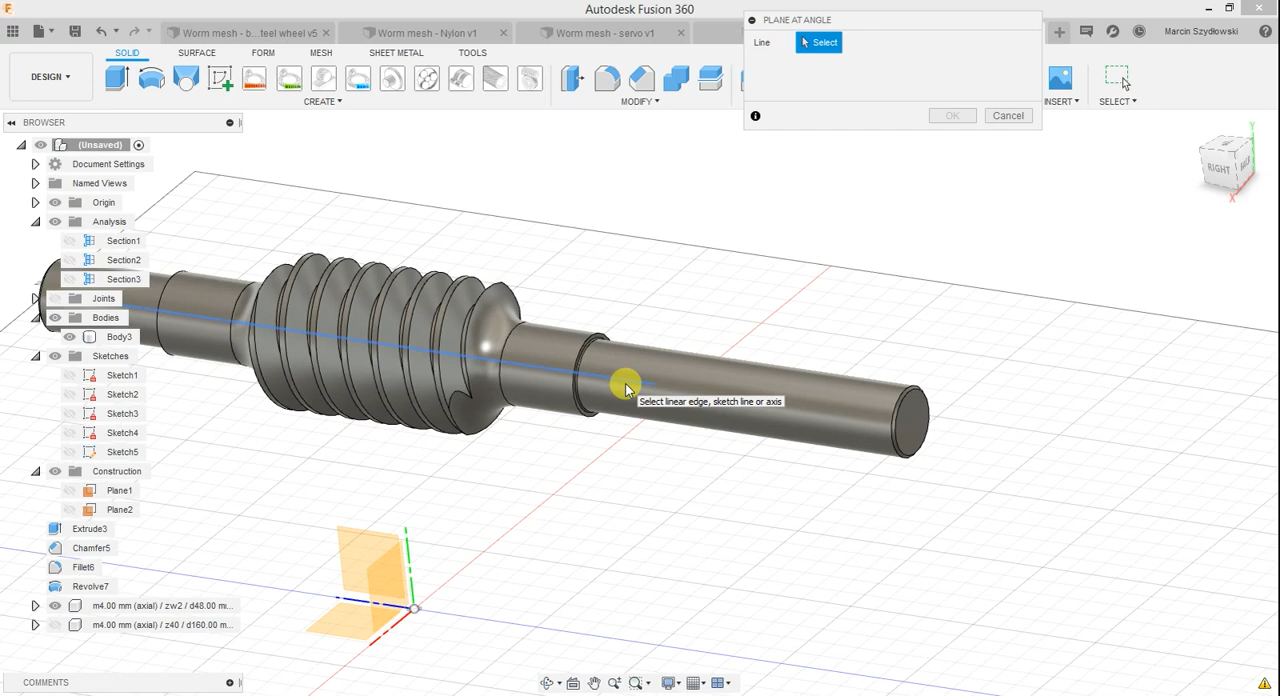 Autodesk Fusion 360
PLANE AT ANGLE
Worm mesh - b...teel wheel v5
Worm mesh - Nylon v1
Worm mesh - servo v1
Marcin Szydłowski
Line
Select
SOLID
SURFACE
FORM
MESH
SHEET METAL
TOOLS
DESIGN
CREATE
MODIFY
INSERT
SELECT
OK
Cancel
BROWSER
(Unsaved)
Document Settings
Named Views
Origin
Analysis
Section1
Section2
Section3
Joints
Bodies
Body3
Sketches
Sketch1
Sketch2
Sketch3
Sketch4
Sketch5
Construction
Plane1
Plane2
Extrude3
Chamfer5
Fillet6
Revolve7
m4.00 mm (axial) / zw2 / d48.00 m...
m4.00 mm (axial) / z40 / d160.00 m...
Select linear edge, sketch line or axis
Y
RIGHT
BACK
X
COMMENTS